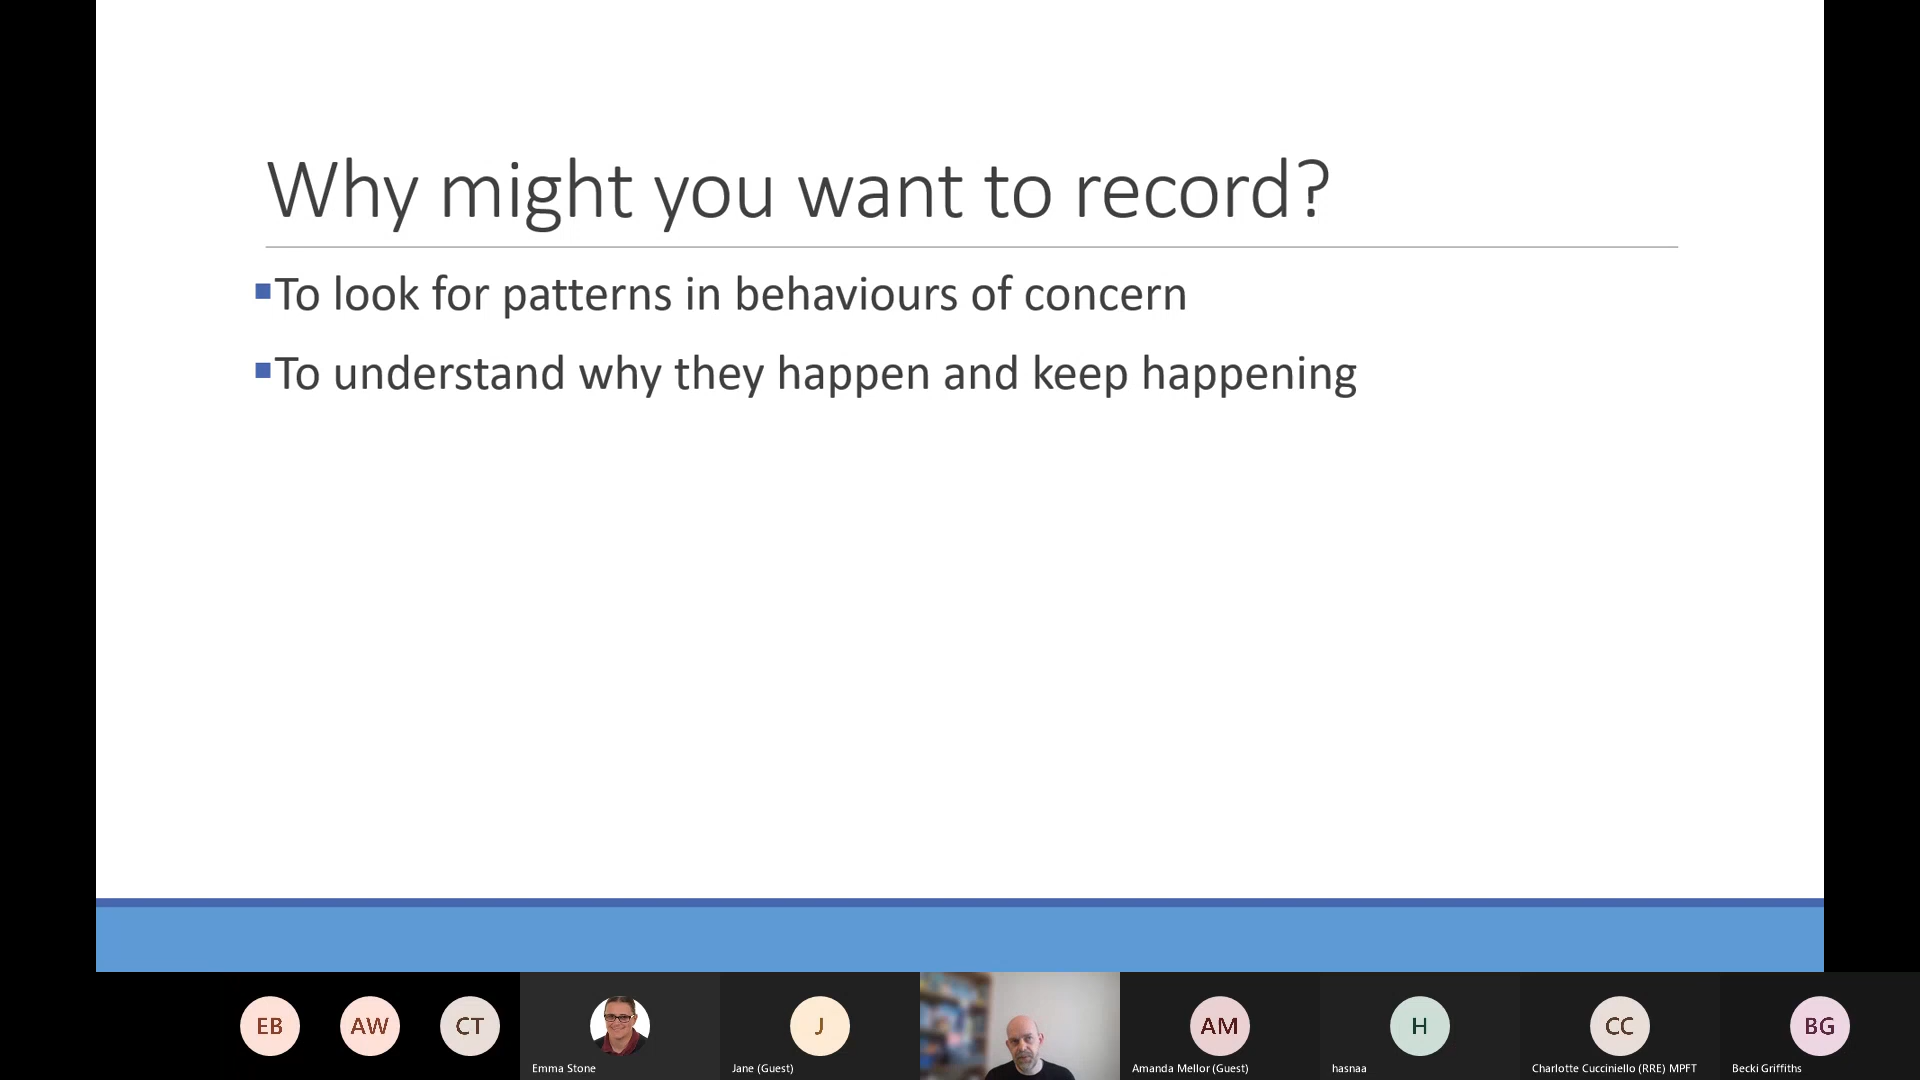 Why might you want to record?
▪To look for patterns in behaviours of concern
▪To understand why they happen and keep happening
EB
AW
CT
J
AM
H
CC
BG
Emma Stone
Jane (Guest)
Amanda Mellor (Guest)
hasnaa
Charlotte Cucciniello (RRE) MPFT
Becki Griffiths